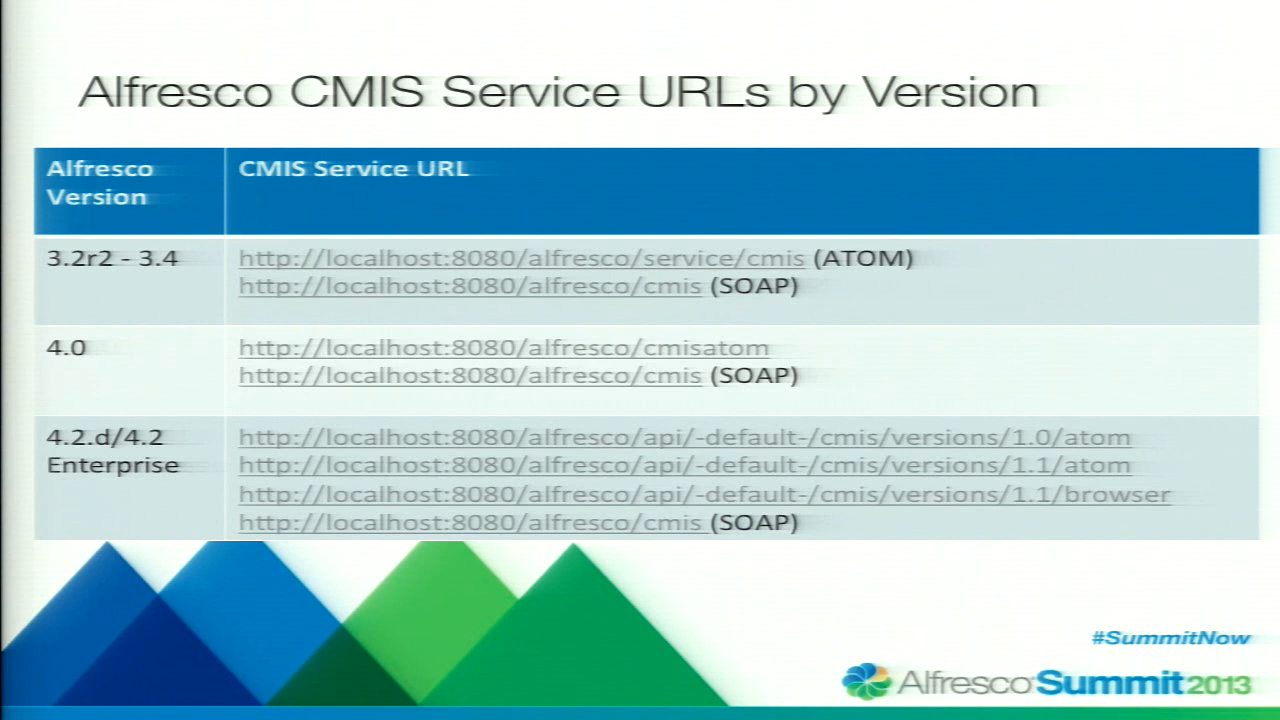 Alfresco CMIS Service URLs by Version
Alfresco Version
CMIS Service URL
3.2r2 - 3.4
http://localhost:8080/alfresco/service/cmis (ATOM)
http://localhost:8080/alfresco/cmis (SOAP)
4.0
http://localhost:8080/alfresco/cmisatom
http://localhost:8080/alfresco/cmis (SOAP)
4.2.d/4.2
Enterprise
http://localhost:8080/alfresco/api/-default-/cmis/versions/1.0/atom
http://localhost:8080/alfresco/api/-default-/cmis/versions/1.1/atom
http://localhost:8080/alfresco/api/-default-/cmis/versions/1.1/browser
http://localhost:8080/alfresco/cmis (SOAP)
#SummitNow
Alfresco Summit 2013